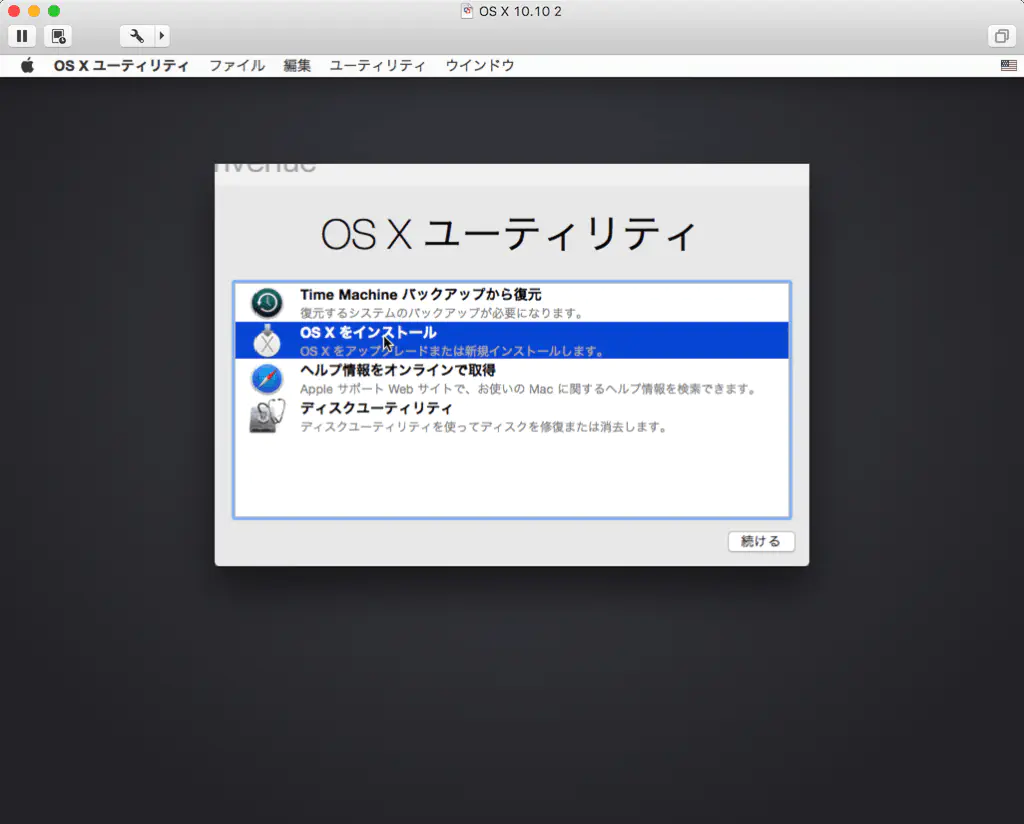 OS X 10.10 2
OS X ユーティリティ ファイル 編集 ユーティリティ ウインドウ
OS X ユーティリティ
Time Machine バックアップから復元
復元するシステムのバックアップが必要になります。
OS X をインストール
OS X をアップグレードまたは新規インストールします。
ヘルプ情報をオンラインで取得
Apple サポート Web サイトで、お使いの Mac に関するヘルプ情報を検索できます。
ディスクユーティリティ
ディスクユーティリティを使ってディスクを修復または消去します。
続ける